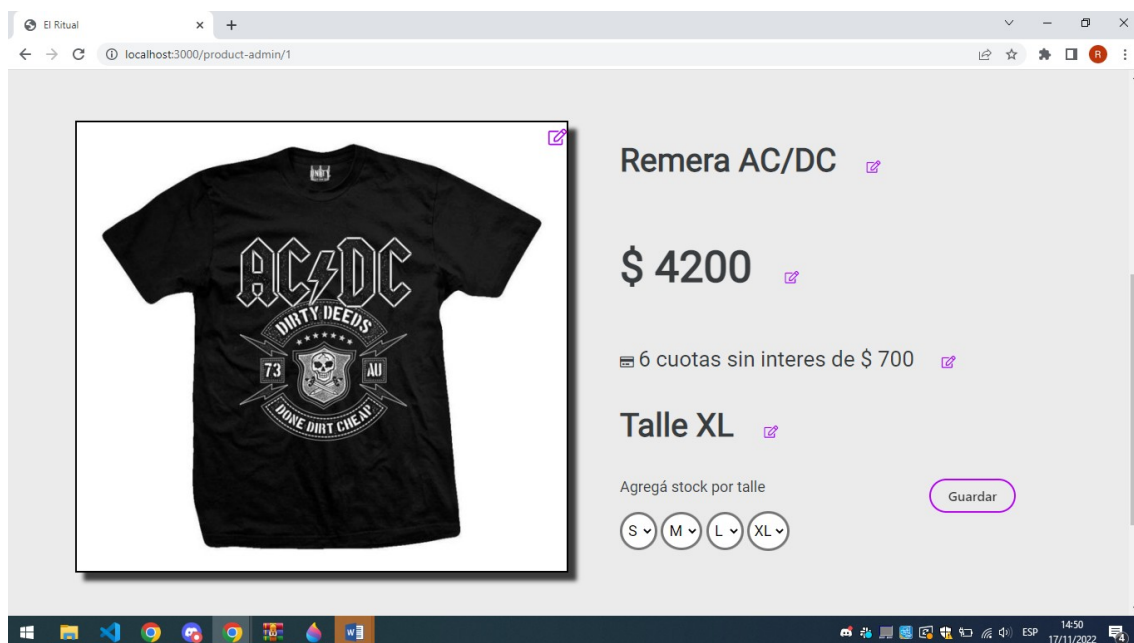 El Ritual
localhost:3000/product-admin/1
R
AC DC
DIRTY DEEDS
73 AU
DONE DIRT CHEAP
Remera AC/DC
$ 4200
6 cuotas sin interes de $ 700
Talle XL
Agregá stock por talle
Guardar
S M L XL
W
ESP
14:50
17/11/2022
4